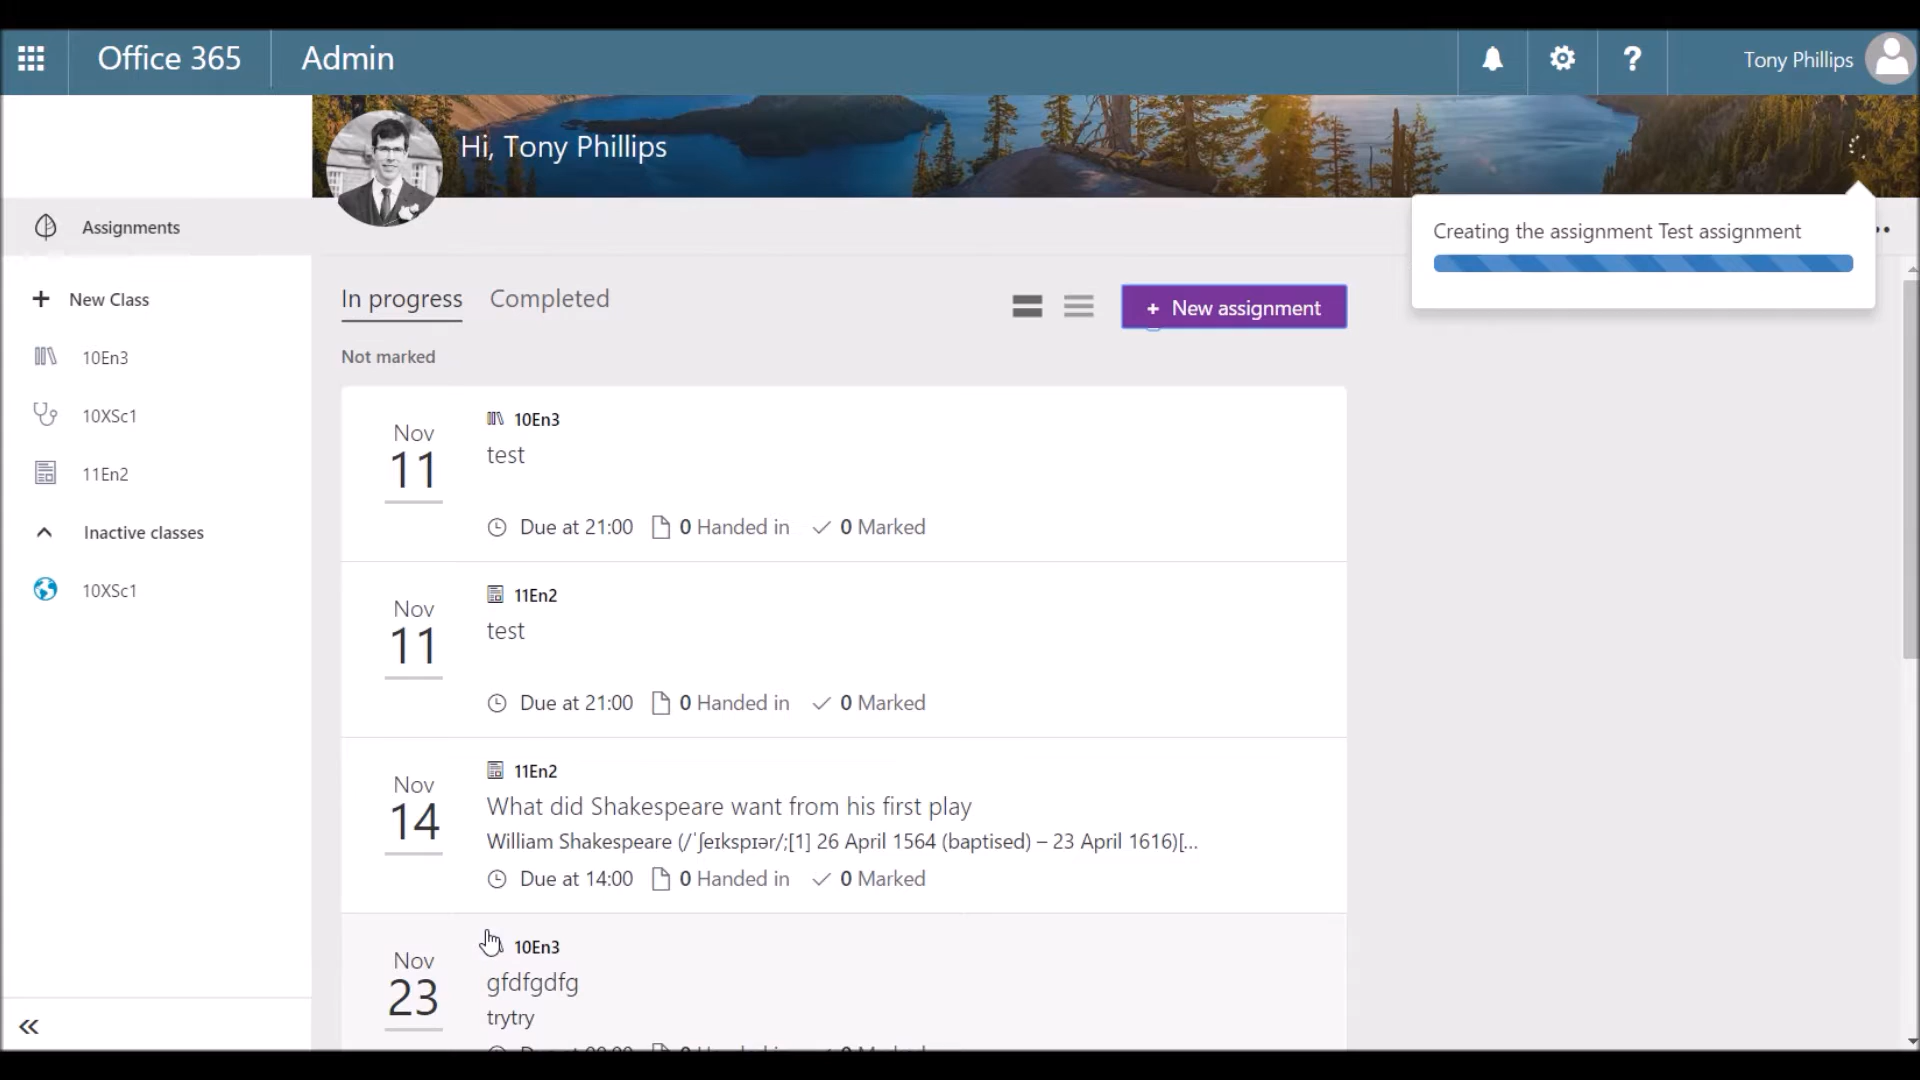 Office 365
Admin
Tony Phillips
Hi, Tony Phillips
Assignments
Creating the assignment Test assignment
New Class
10En3
10XSc1
11En2
Inactive classes
10XSc1
In progress
Completed
+ New assignment
Not marked
Nov
11
10En3
test
Due at 21:00
0 Handed in
0 Marked
Nov
11
11En2
test
Due at 21:00
0 Handed in
0 Marked
Nov
14
11En2
What did Shakespeare want from his first play
William Shakespeare (/ˈʃeɪkspɪər/;[1] 26 April 1564 (baptised) – 23 April 1616)[...
Due at 14:00
0 Handed in
0 Marked
Nov
23
10En3
gfdfgdfg
trytry